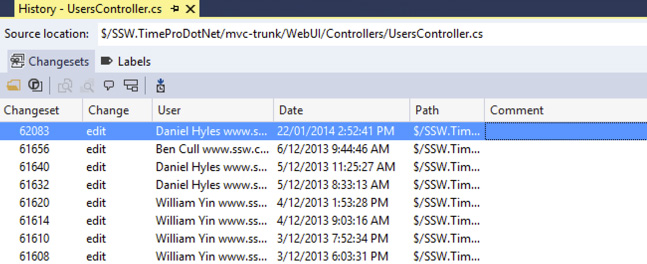 History - UsersController.cs
Source location: $/SSW.TimeProDotNet/mvc-trunk/WebUI/Controllers/UsersController.cs
Changesets Labels
Changeset Change User Date Path Comment
62083 edit Daniel Hyles www.s... 22/01/2014 2:52:41 PM $/SSW.Tim...
61656 edit Ben Cull www.ssw.c... 6/12/2013 9:44:46 AM $/SSW.Tim...
61640 edit Daniel Hyles www.s... 5/12/2013 11:25:27 AM $/SSW.Tim...
61632 edit Daniel Hyles www.s... 5/12/2013 8:33:13 AM $/SSW.Tim...
61620 edit William Yin www.ss... 4/12/2013 1:53:28 PM $/SSW.Tim...
61614 edit William Yin www.ss... 4/12/2013 9:03:16 AM $/SSW.Tim...
61610 edit William Yin www.ss... 3/12/2013 7:52:34 PM $/SSW.Tim...
61608 edit William Yin www.ss... 3/12/2013 6:03:31 PM $/SSW.Tim...